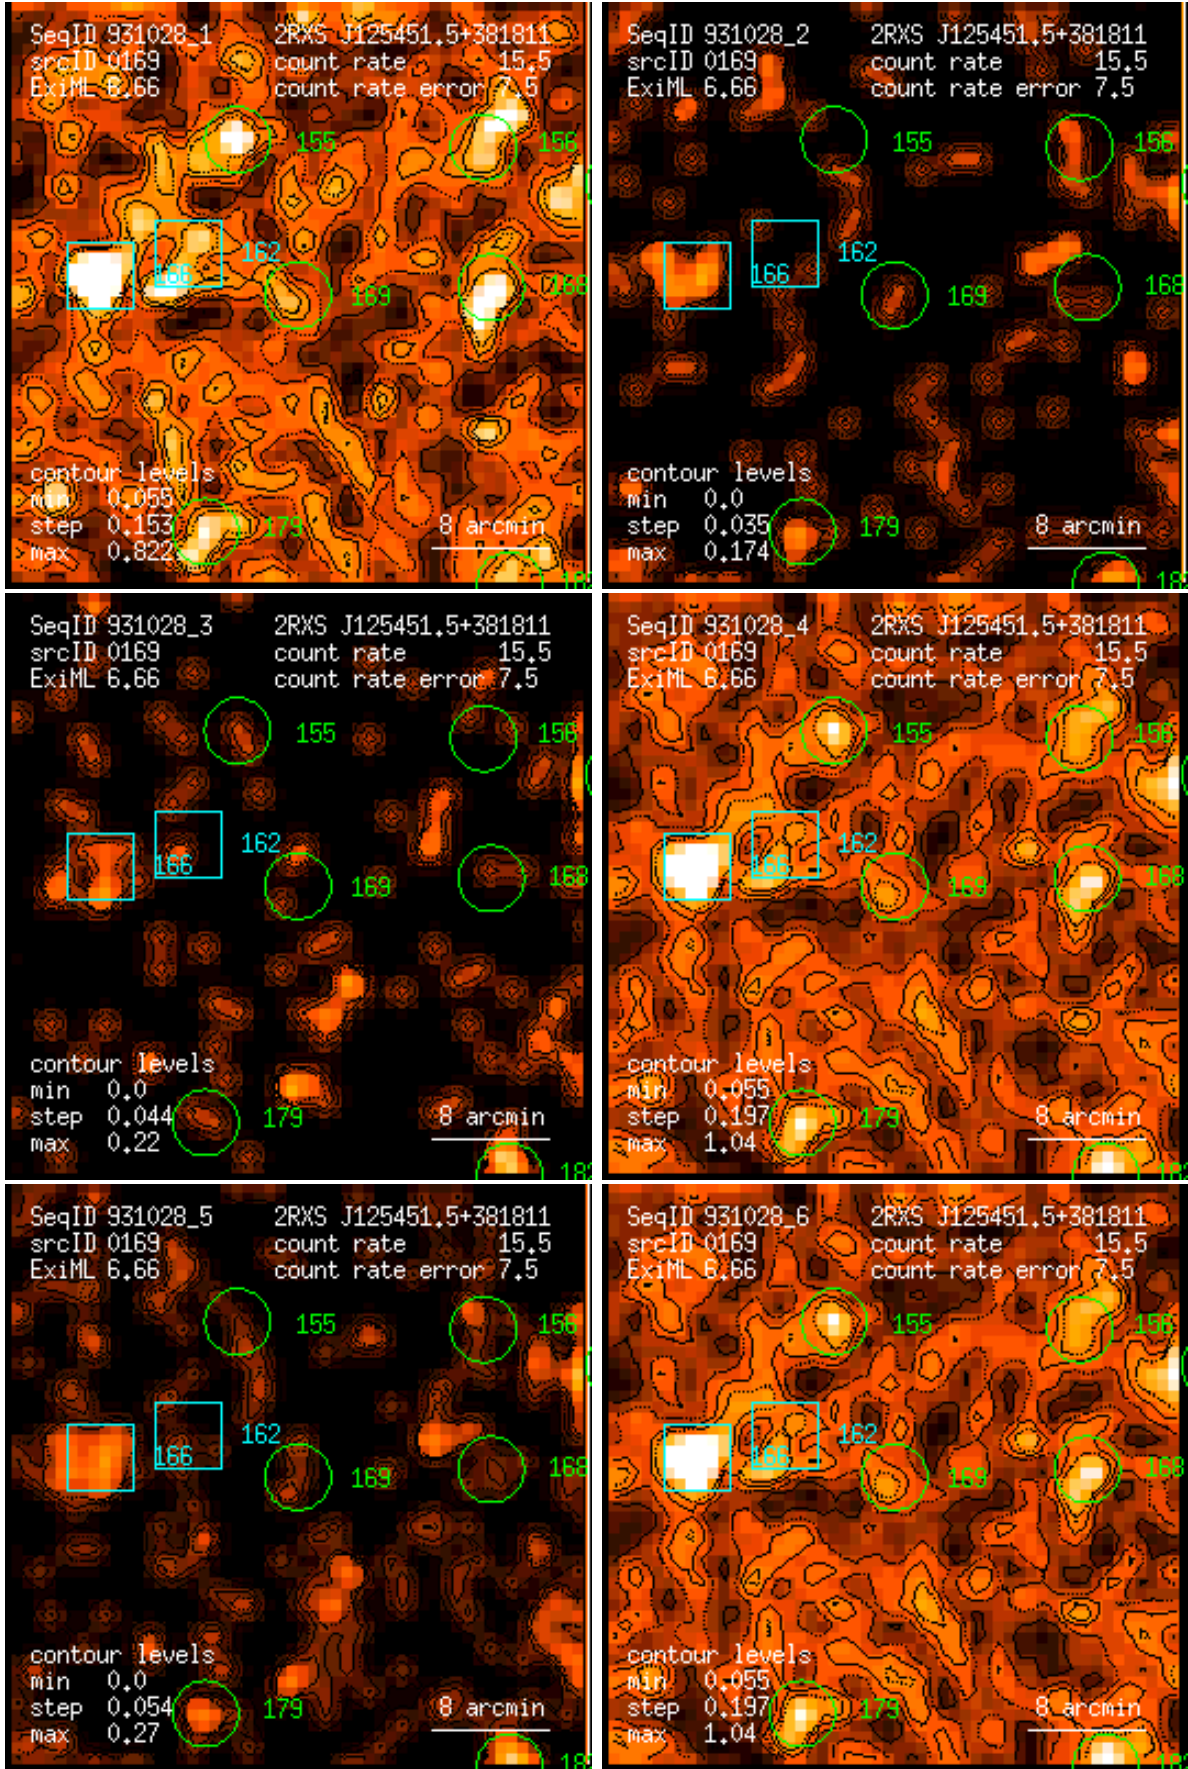 SeqID 931028_1 2RXS J125451.5+381811
srcID 0169 count rate 15.5
ExiML 6.66 count rate error 7.5
155
156
162
166
168
169
contour levels
min 0.055
step 0.153
max 0.822
179
8 arcmin
182
SeqID 931028_2 2RXS J125451.5+381811
srcID 0169 count rate 15.5
ExiML 6.66 count rate error 7.5
155
156
162
166
168
169
contour levels
min 0.0
step 0.035
max 0.174
179
8 arcmin
SeqID 931028_3 2RXS J125451.5+381811
srcID 0169 count rate 15.5
ExiML 6.66 count rate error 7.5
155
156
162
166
168
169
contour levels
min 0.0
step 0.044
max 0.22
179
8 arcmin
SeqID 931028_4 2RXS J125451.5+381811
srcID 0169 count rate 15.5
ExiML 6.66 count rate error 7.5
155
156
162
166
168
169
contour levels
min 0.055
step 0.197
max 1.04
179
8 arcmin
SeqID 931028_5 2RXS J125451.5+381811
srcID 0169 count rate 15.5
ExiML 6.66 count rate error 7.5
155
156
162
166
168
169
contour levels
min 0.0
step 0.054
max 0.27
179
8 arcmin
SeqID 931028_6 2RXS J125451.5+381811
srcID 0169 count rate 15.5
ExiML 6.66 count rate error 7.5
155
156
162
166
168
169
contour levels
min 0.055
step 0.197
max 1.04
179
8 arcmin